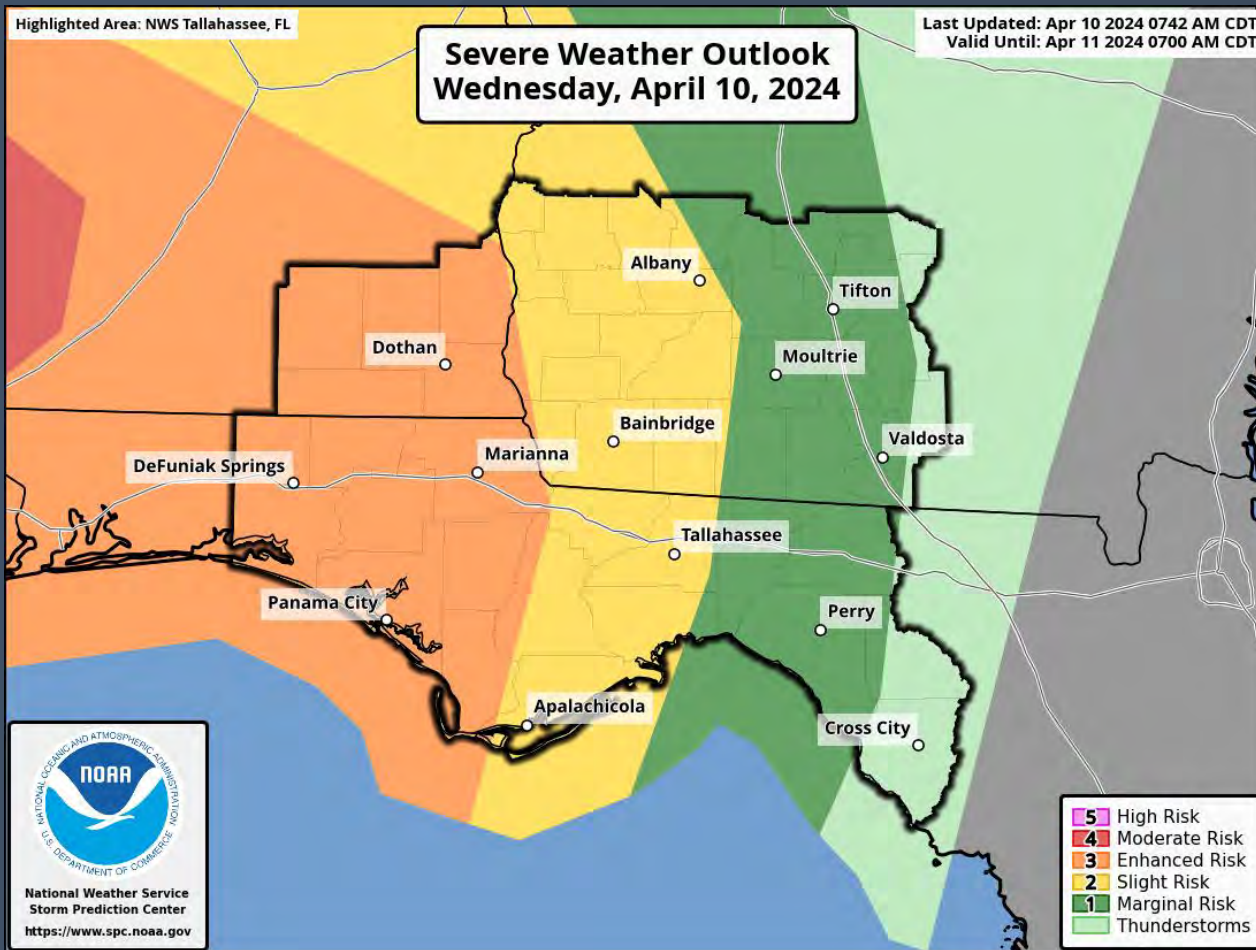 Highlighted Area: NWS Tallahassee, FL
Severe Weather Outlook
Wednesday, April 10, 2024
Last Updated: Apr 10 2024 0742 AM CDT
Valid Until: Apr 11 2024 0700 AM CDT
Albany
Tifton
Dothan
Moultrie
Bainbridge
Valdosta
Marianna
DeFuniak Springs
Tallahassee
Panama City
Perry
Apalachicola
Cross City
NATIONAL OCEANIC AND ATMOSPHERIC ADMINISTRATION
NOAA
U.S. DEPARTMENT OF COMMERCE
National Weather Service
Storm Prediction Center
https://www.spc.noaa.gov
5 High Risk
4 Moderate Risk
3 Enhanced Risk
2 Slight Risk
1 Marginal Risk
Thunderstorms